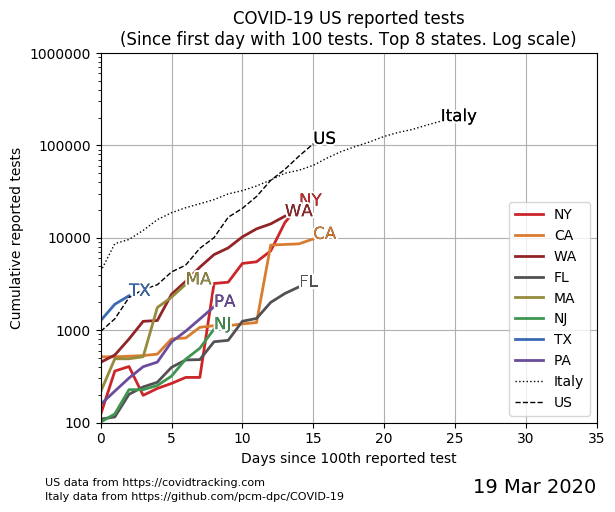 COVID-19 US reported tests
(Since first day with 100 tests. Top 8 states. Log scale)
1000000
100000
10000
1000
100
Cumulative reported tests
Italy
US
NY
WA
CA
FL
MA
TX
PA
NJ
NY
CA
WA
FL
MA
NJ
TX
PA
Italy
US
0 5 10 15 20 25 30 35
Days since 100th reported test
US data from https://covidtracking.com
Italy data from https://github.com/pcm-dpc/COVID-19
19 Mar 2020